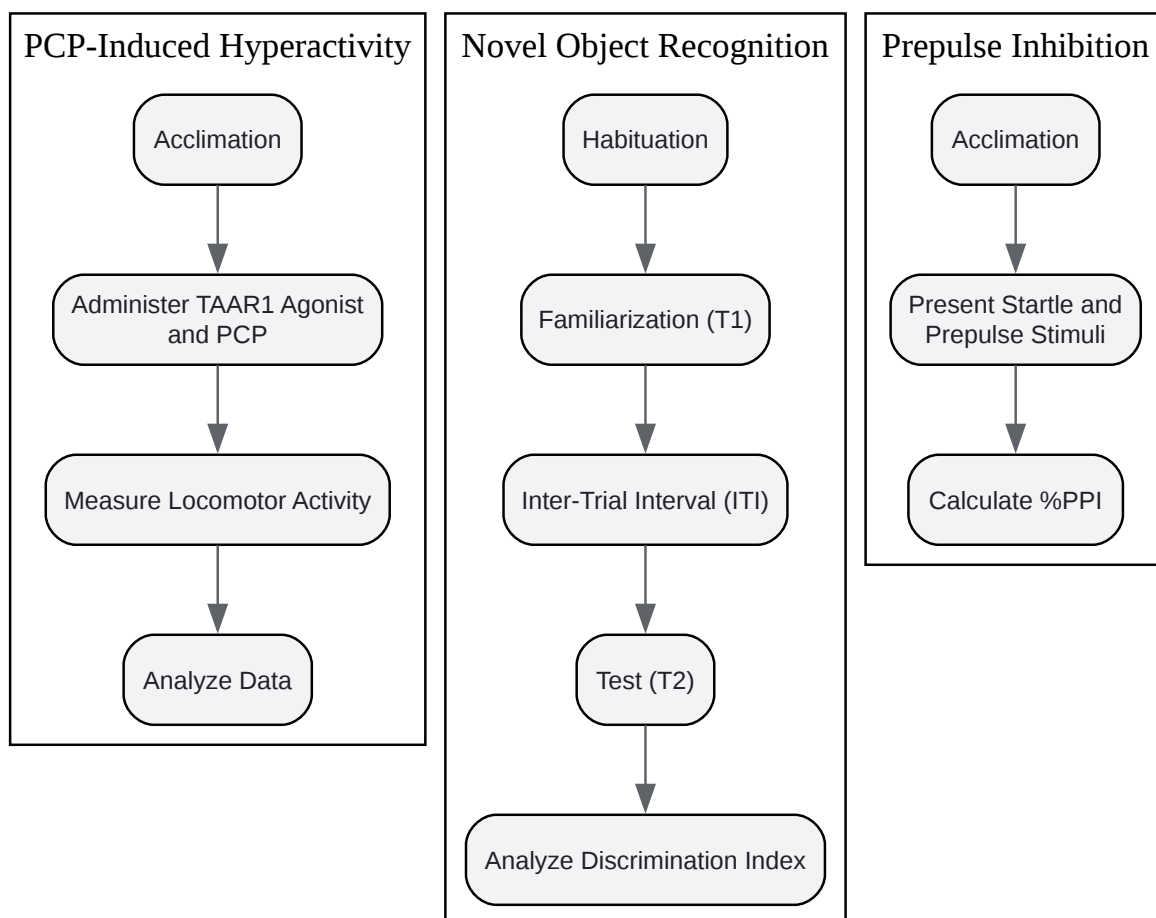 PCP-Induced Hyperactivity
Acclimation
Administer TAAR1 Agonist
and PCP
Measure Locomotor Activity
Analyze Data
Novel Object Recognition
Habituation
Familiarization (T1)
Inter-Trial Interval (ITI)
Test (T2)
Analyze Discrimination Index
Prepulse Inhibition
Acclimation
Present Startle and
Prepulse Stimuli
Calculate %PPI